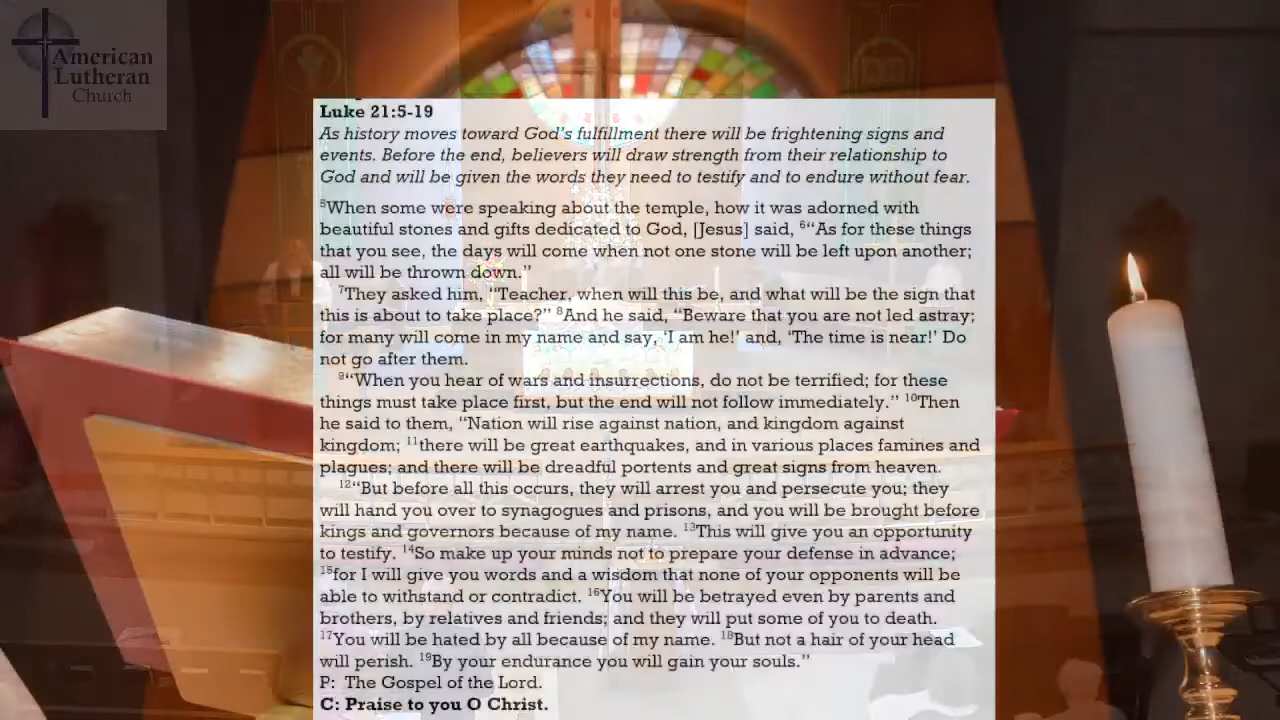 American
Lutheran
Church
Luke 21:5-19
As history moves toward God's fulfillment there will be frightening signs and
events. Before the end, believers will draw strength from their relationship to
God and will be given the words they need to testify and to endure without fear.
⁵When some were speaking about the temple, how it was adorned with
beautiful stones and gifts dedicated to God, [Jesus] said, ⁶“As for these things
that you see, the days will come when not one stone will be left upon another;
all will be thrown down.”
⁷They asked him, “Teacher, when will this be, and what will be the sign that
this is about to take place?” ⁸And he said, “Beware that you are not led astray;
for many will come in my name and say, ‘I am he!’ and, ‘The time is near!’ Do
not go after them.
⁹“When you hear of wars and insurrections, do not be terrified; for these
things must take place first, but the end will not follow immediately.” ¹⁰Then
he said to them, “Nation will rise against nation, and kingdom against
kingdom; ¹¹there will be great earthquakes, and in various places famines and
plagues; and there will be dreadful portents and great signs from heaven.
¹²“But before all this occurs, they will arrest you and persecute you; they
will hand you over to synagogues and prisons, and you will be brought before
kings and governors because of my name. ¹³This will give you an opportunity
to testify. ¹⁴So make up your minds not to prepare your defense in advance;
¹⁵for I will give you words and a wisdom that none of your opponents will be
able to withstand or contradict. ¹⁶You will be betrayed even by parents and
brothers, by relatives and friends; and they will put some of you to death.
¹⁷You will be hated by all because of my name. ¹⁸But not a hair of your head
will perish. ¹⁹By your endurance you will gain your souls.”
P: The Gospel of the Lord.
C: Praise to you O Christ.